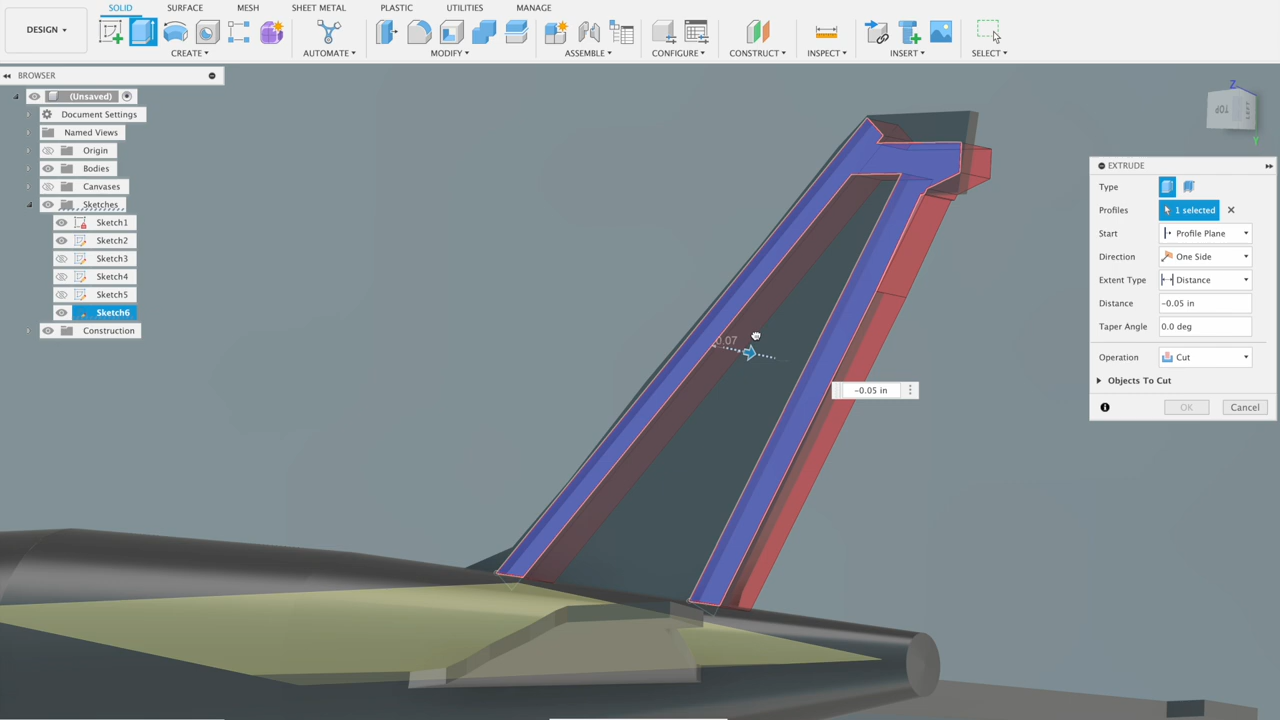 SOLID SURFACE MESH SHEET METAL PLASTIC UTILITIES MANAGE
DESIGN
CREATE AUTOMATE MODIFY ASSEMBLE CONFIGURE CONSTRUCT INSPECT INSERT SELECT
BROWSER
(Unsaved)
Document Settings
Named Views
Origin
Bodies
Canvases
Sketches
Sketch1
Sketch2
Sketch3
Sketch4
Sketch5
Sketch6
Construction
0.07
-0.05 in
Z
TOP
Y
EXTRUDE
Type
Profiles 1 selected
Start Profile Plane
Direction One Side
Extent Type Distance
Distance -0.05 in
Taper Angle 0.0 deg
Operation Cut
Objects To Cut
OK Cancel